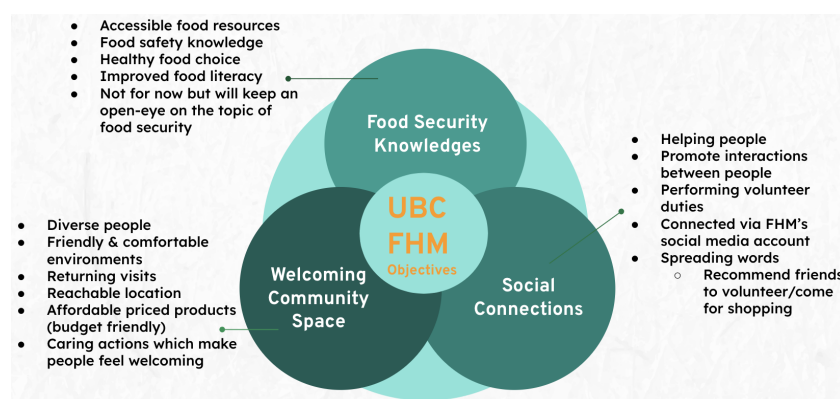 ● Accessible food resources
● Food safety knowledge
● Healthy food choice
● Improved food literacy
● Not for now but will keep an
open-eye on the topic of
food security
Food Security
Knowledges
● Helping people
● Promote interactions
between people
● Performing volunteer
duties
● Connected via FHM's
social media account
● Spreading words
○ Recommend friends
to volunteer/come
for shopping
UBC
FHM
Objectives
● Diverse people
● Friendly & comfortable
environments
● Returning visits
● Reachable location
● Affordable priced products
(budget friendly)
● Caring actions which make
people feel welcoming
Welcoming
Community
Space
Social
Connections